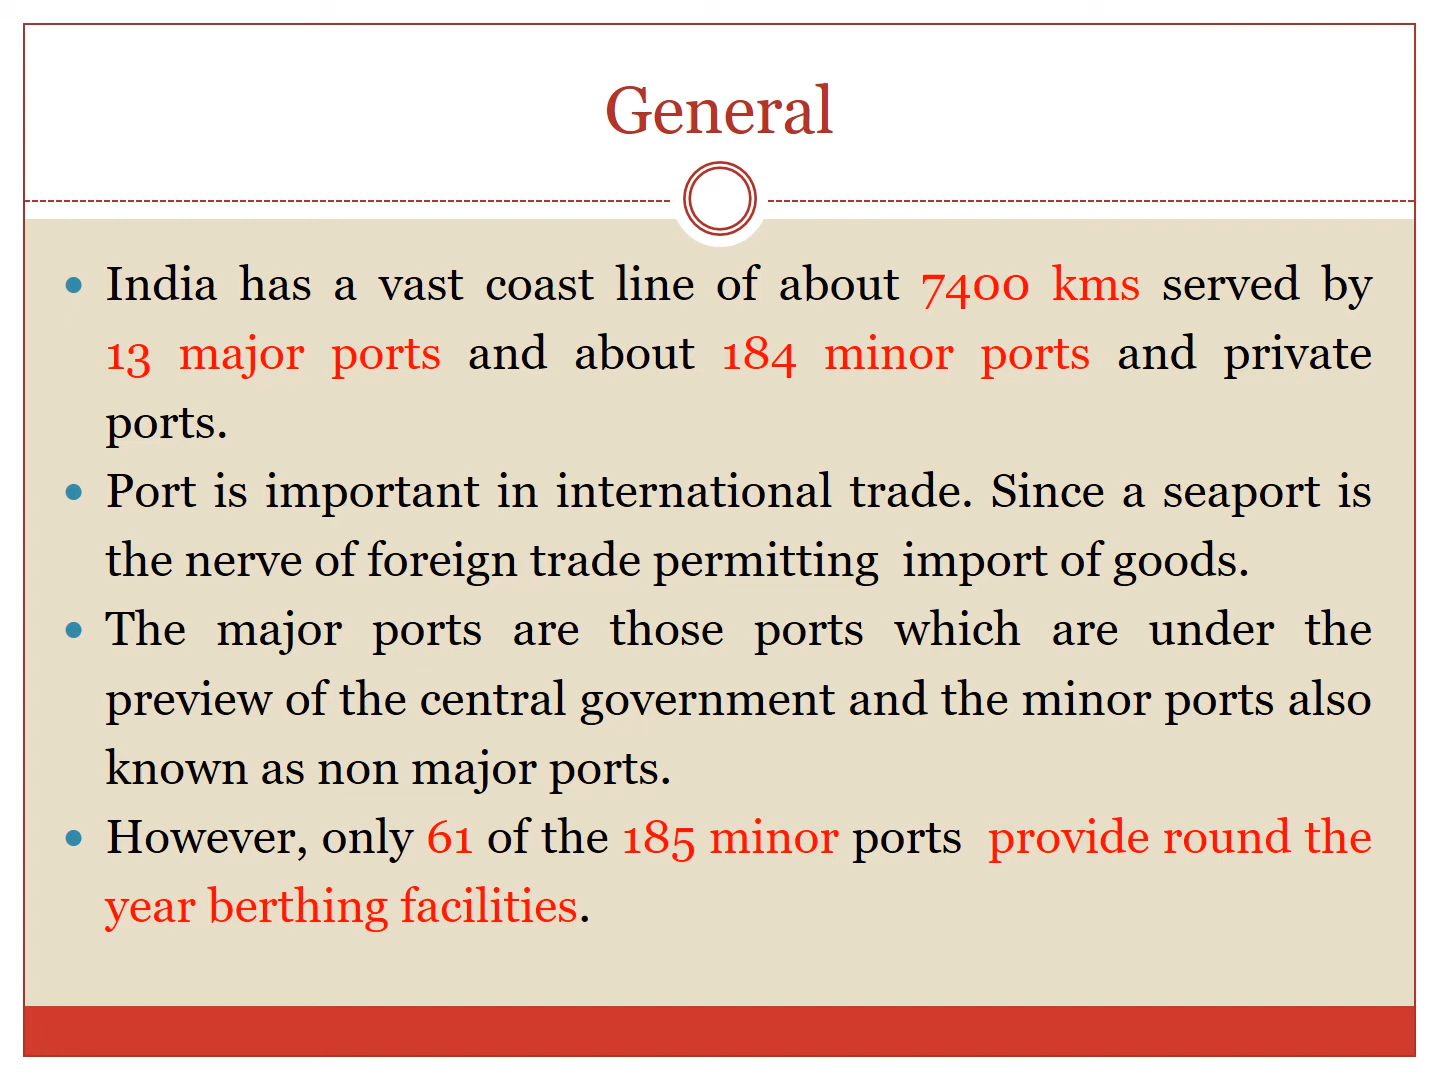 General
• India has a vast coast line of about 7400 kms served by
13 major ports and about 184 minor ports and private
ports.
• Port is important in international trade. Since a seaport is
the nerve of foreign trade permitting  import of goods.
• The major ports are those ports which are under the
preview of the central government and the minor ports also
known as non major ports.
• However, only 61 of the 185 minor ports  provide round the
year berthing facilities.